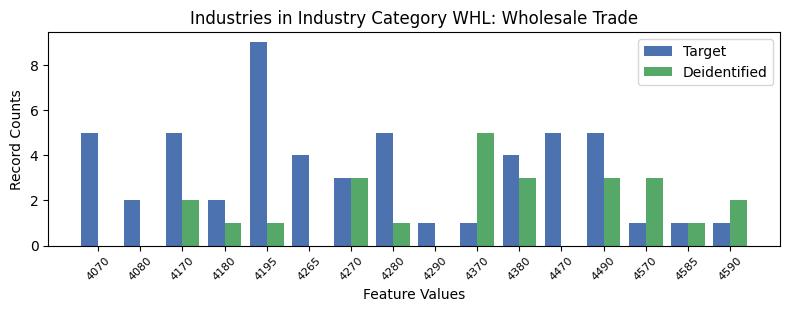 Industries in Industry Category WHL: Wholesale Trade
Target
Deidentified
Record Counts
8
6
4
2
0
4070 4080 4170 4180 4195 4265 4270 4280 4290 4370 4380 4470 4490 4570 4585 4590
Feature Values